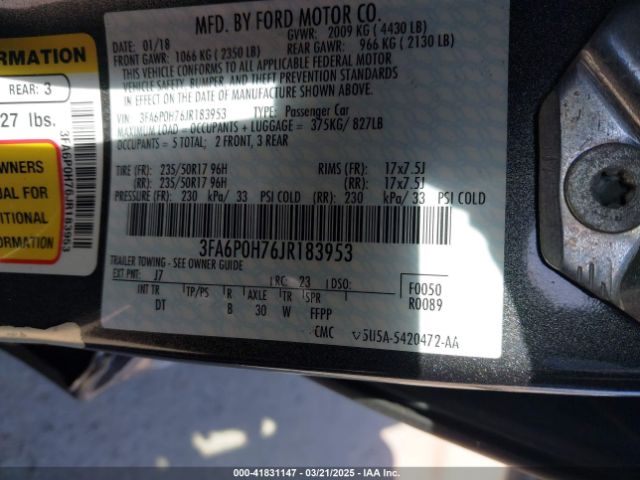 MFD. BY FORD MOTOR CO.
DATE: 01/18
GVWR: 2009 KG ( 4430 LB)
FRONT GAWR: 1066 KG ( 2350 LB)
REAR GAWR: 966 KG ( 2130 LB)
THIS VEHICLE CONFORMS TO ALL APPLICABLE FEDERAL MOTOR
VEHICLE SAFETY, BUMPER, AND THEFT PREVENTION STANDARDS
IN EFFECT ON THE DATE OF MANUFACTURE SHOWN ABOVE.
VIN: 3FA6P0H76JR183953 TYPE: Passenger Car
MAXIMUM LOAD = OCCUPANTS + LUGGAGE = 375KG/ 827LB
OCCUPANTS = 5 TOTAL; 2 FRONT, 3 REAR
TIRE (FR): 235/50R17 96H RIMS (FR): 17x7.5J
(RR): 235/50R17 96H (RR): 17x7.5J
PRESSURE (FR): 230 kPa/ 33 PSI COLD (RR): 230 kPa/ 33 PSI COLD
3FA6P0H76JR183953
TRAILER TOWING - SEE OWNER GUIDE
EXT PNT: J7 RC: 23 DSO:
F0050
R0089
INT TR TP/PS R AXLE TR SPR
DT B 30 W FFPP
CMC 5U5A-5420472-AA
ORMATION
REAR: 3
27 lbs.
OWNERS
UAL FOR
DITIONAL
FORMATION
3FA6P0H76JR183953
000-41831147 — 03/21/2025 — IAA Inc.